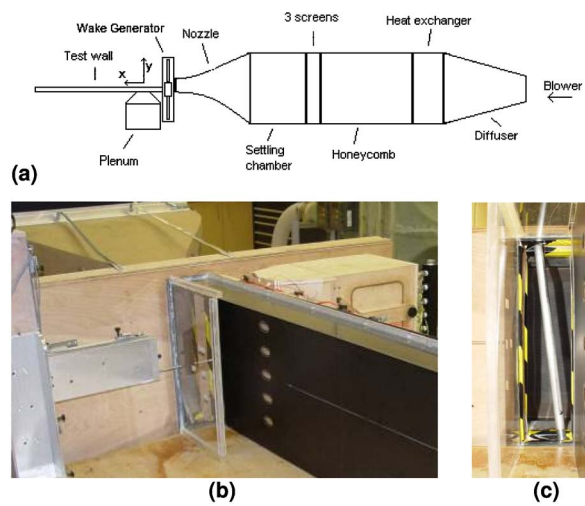 Wake Generator
Nozzle
3 screens
Heat exchanger
Test wall
x
y
Blower
Plenum
Settling
chamber
Honeycomb
Diffuser
(a)
(b)
(c)